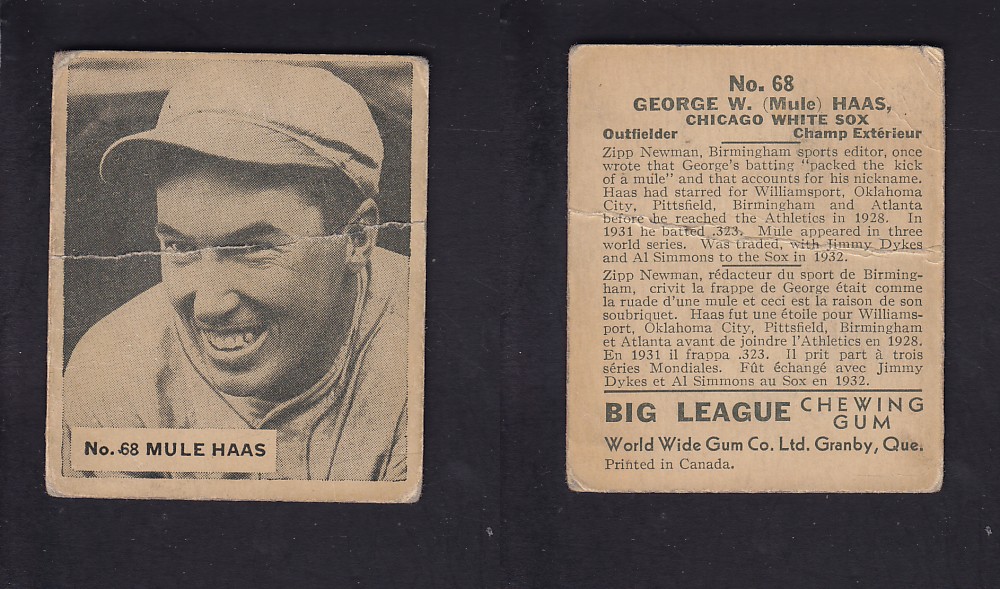 No. 68 MULE HAAS
No. 68
GEORGE W. (Mule) HAAS,
CHICAGO WHITE SOX
Outfielder Champ Extérieur
Zipp Newman, Birmingham sports editor, once
wrote that George's batting "packed the kick
of a mule" and that accounts for his nickname.
Haas had starred for Williamsport, Oklahoma
City, Pittsfield, Birmingham and Atlanta
before he reached the Athletics in 1928. In
1931 he batted .323. Mule appeared in three
world series. Was traded, with Jimmy Dykes
and Al Simmons to the Sox in 1932.
Zipp Newman, rédacteur du sport de Birming-
ham, crivit la frappe de George était comme
la ruade d'une mule et ceci est la raison de son
soubriquet. Haas fut une étoile pour Williams-
port, Oklahoma City, Pittsfield, Birmingham
et Atlanta avant de joindre l'Athletics en 1928.
En 1931 il frappa .323. Il prit part à trois
séries Mondiales. Fût échangé avec Jimmy
Dykes et Al Simmons au Sox en 1932.
BIG LEAGUE CHEWING GUM
World Wide Gum Co. Ltd. Granby, Que.
Printed in Canada.